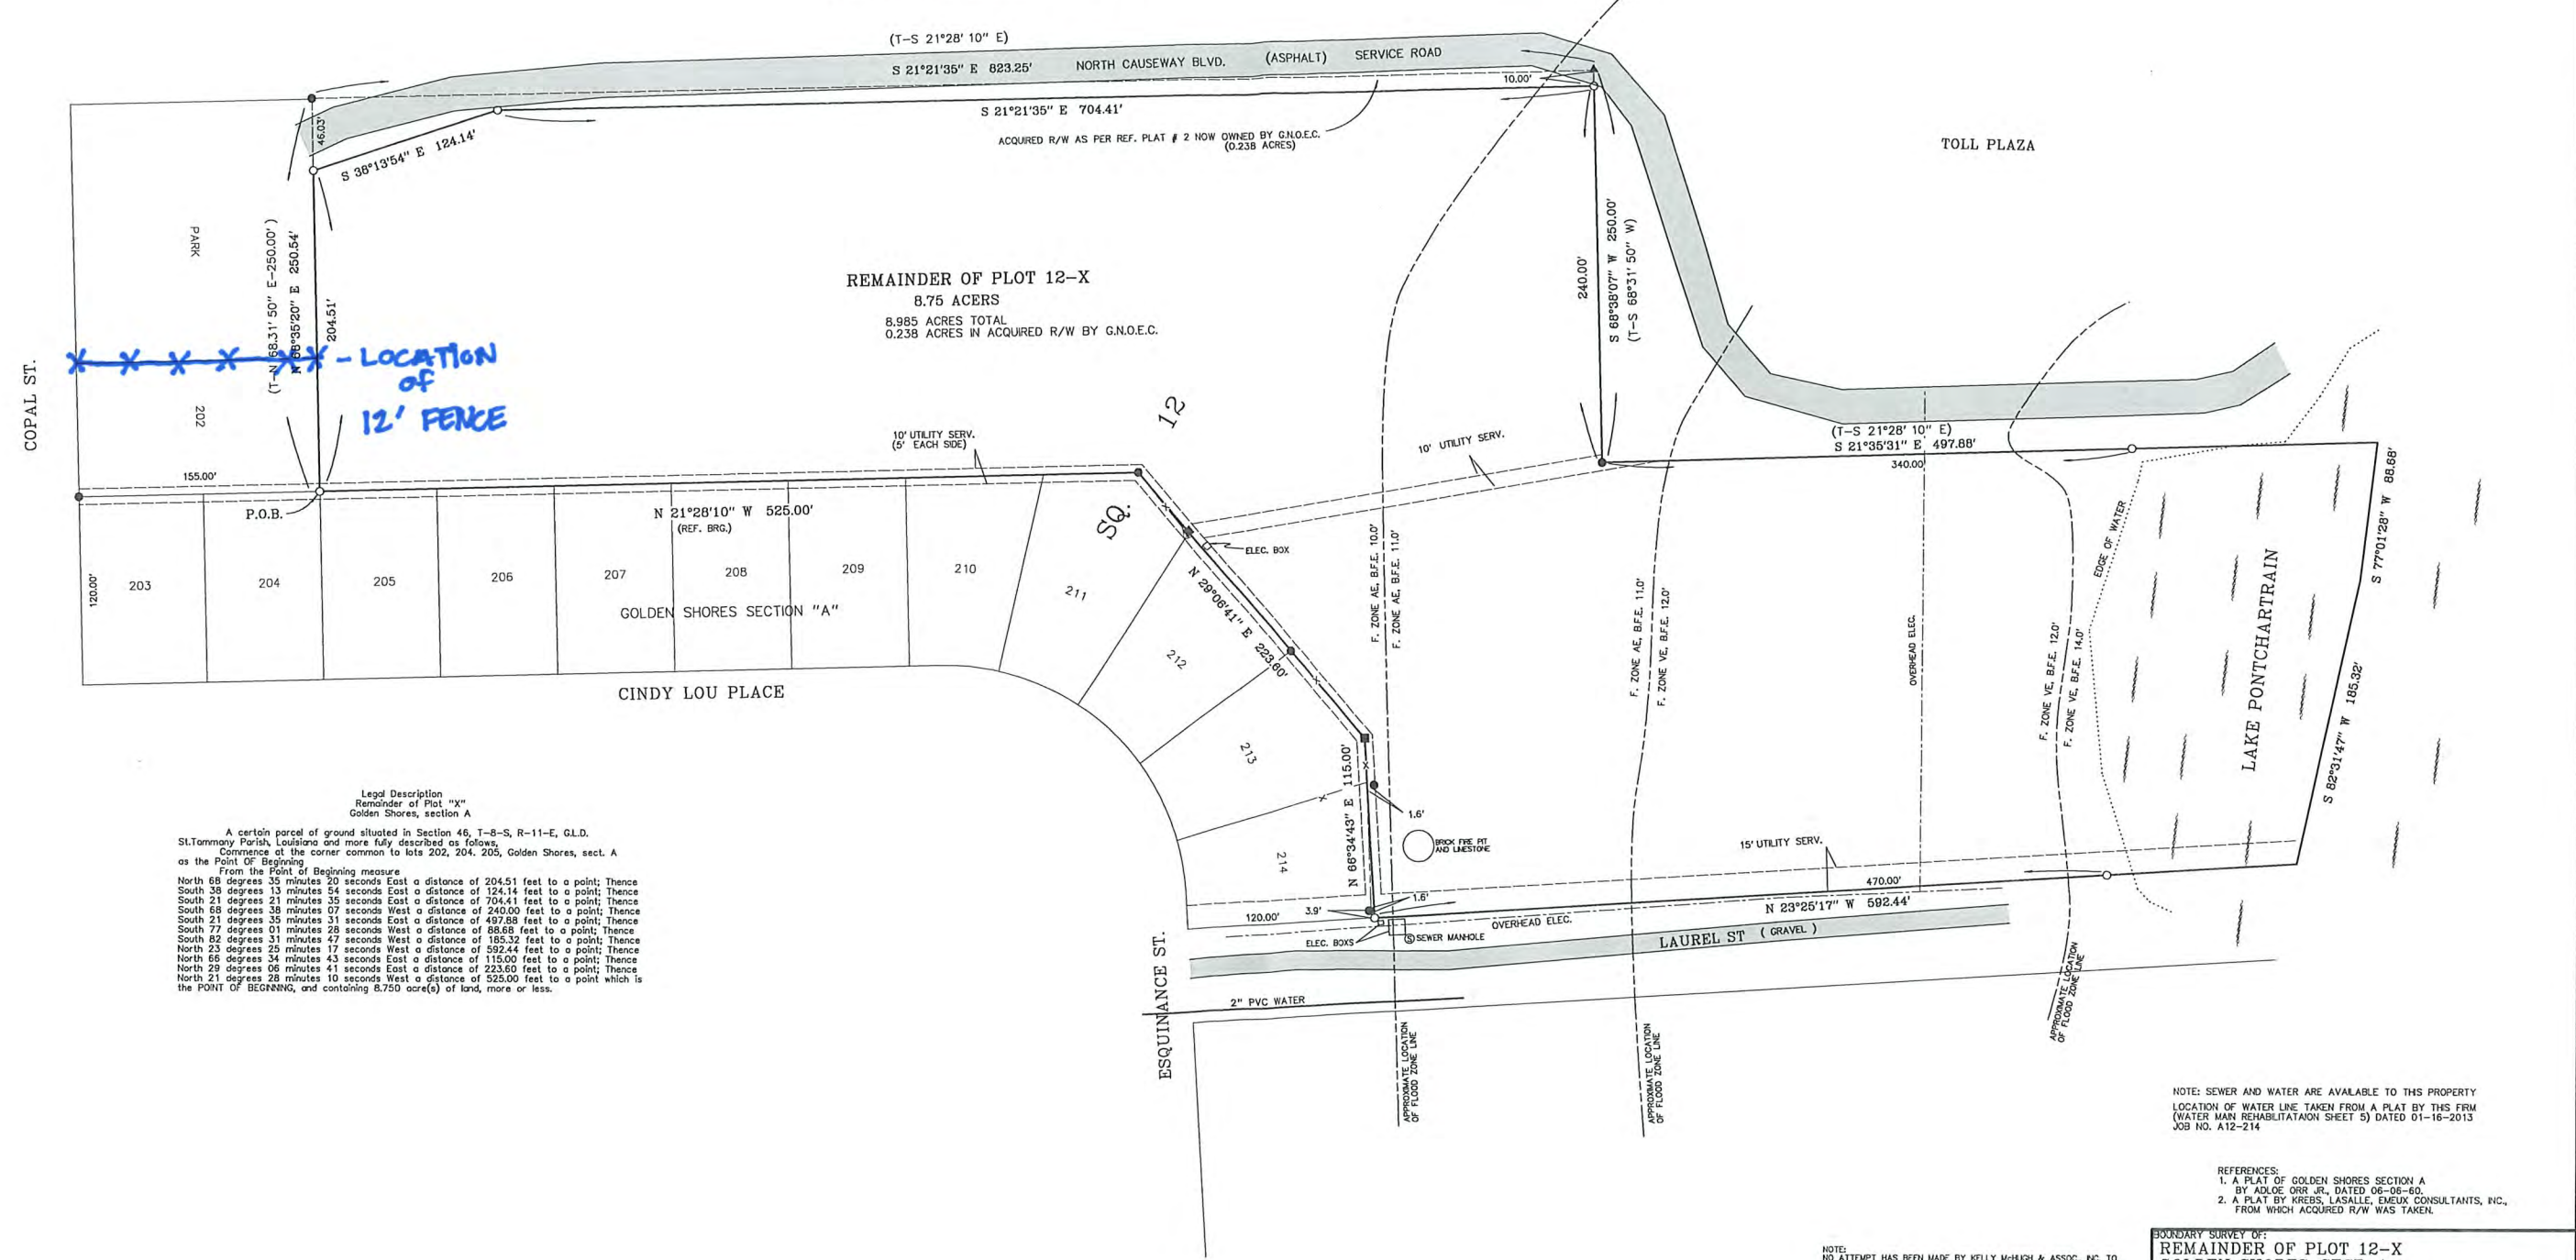 (T-S 21°28' 10" E)
S 21°21'35" E 823.25'
NORTH CAUSEWAY BLVD. (ASPHALT) SERVICE ROAD
10.00'
46.03'
S 38°13'54" E 124.14'
S 21°21'35" E 704.41'
ACQUIRED R/W AS PER REF. PLAT # 2 NOW OWNED BY G.N.O.E.C.
(0.238 ACRES)
TOLL PLAZA
PARK
(T-N 68.31' 50" E-250.00')
N 68°35'20" E 250.54'
204.51'
REMAINDER OF PLOT 12-X
8.75 ACERS
8.985 ACRES TOTAL
0.238 ACRES IN ACQUIRED R/W BY G.N.O.E.C.
240.00'
S 68°38'07" W 250.00'
(T-S 68°31' 50" W)
- LOCATION
of
12' FENCE
COPAL ST.
202
155.00'
P.O.B.
10' UTILITY SERV.
(5' EACH SIDE)
SQ. 12
10' UTILITY SERV.
(T-S 21°28' 10" E)
S 21°35'31" E 497.88'
340.00'
S 77°01'28" W 88.68'
N 21°28'10" W 525.00'
(REF. BRG.)
ELEC. BOX
120.00'
203
204
205
206
207
208
209
210
211
212
213
214
GOLDEN SHORES SECTION "A"
CINDY LOU PLACE
N 29°06'41" E 223.60'
F. ZONE AE, B.F.E. 10.0'
F. ZONE AE, B.F.E. 11.0'
F. ZONE AE, B.F.E. 11.0'
F. ZONE VE, B.F.E. 12.0'
OVERHEAD ELEC.
F. ZONE VE, B.F.E. 12.0'
F. ZONE VE, B.F.E. 14.0'
EDGE OF WATER
LAKE PONTCHARTRAIN
S 82°31'47" W 185.32'
N 66°34'43" E 115.00'
1.6'
BRICK FIRE PIT
AND LIMESTONE
15' UTILITY SERV.
470.00'
N 23°25'17" W 592.44'
1.6'
3.9'
120.00'
ELEC. BOXS
SEWER MANHOLE
S
OVERHEAD ELEC.
LAUREL ST ( GRAVEL )
ESQUINANCE ST.
2" PVC WATER
APPROXIMATE LOCATION
OF FLOOD ZONE LINE
APPROXIMATE LOCATION
OF FLOOD ZONE LINE
APPROXIMATE LOCATION
OF FLOOD ZONE LINE
Legal Description
Remainder of Plot "X"
Golden Shores, section A
A certain parcel of ground situated in Section 46, T-8-S, R-11-E, G.L.D.
St.Tammany Parish, Louisiana and more fully described as follows,
Commence at the corner common to lots 202, 204. 205, Golden Shores, sect. A
as the Point OF Beginning
From the Point of Beginning measure
North 68 degrees 35 minutes 20 seconds East a distance of 204.51 feet to a point; Thence
South 38 degrees 13 minutes 54 seconds East a distance of 124.14 feet to a point; Thence
South 21 degrees 21 minutes 35 seconds East a distance of 704.41 feet to a point; Thence
South 68 degrees 38 minutes 07 seconds West a distance of 240.00 feet to a point; Thence
South 21 degrees 35 minutes 31 seconds East a distance of 497.88 feet to a point; Thence
South 77 degrees 01 minutes 28 seconds West a distance of 88.68 feet to a point; Thence
South 82 degrees 31 minutes 47 seconds West a distance of 185.32 feet to a point; Thence
North 23 degrees 25 minutes 17 seconds West a distance of 592.44 feet to a point; Thence
North 66 degrees 34 minutes 43 seconds East a distance of 115.00 feet to a point; Thence
North 29 degrees 06 minutes 41 seconds East a distance of 223.60 feet to a point; Thence
North 21 degrees 28 minutes 10 seconds West a distance of 525.00 feet to a point which is
the POINT OF BEGINNING, and containing 8.750 acre(s) of land, more or less.
NOTE: SEWER AND WATER ARE AVAILABLE TO THIS PROPERTY
LOCATION OF WATER LINE TAKEN FROM A PLAT BY THIS FIRM
(WATER MAIN REHABILITATAION SHEET 5) DATED 01-16-2013
JOB NO. A12-214
REFERENCES:
1. A PLAT OF GOLDEN SHORES SECTION A
BY ADLOE ORR JR., DATED 06-06-60.
2. A PLAT BY KREBS, LASALLE, EMEUX CONSULTANTS, INC.,
FROM WHICH ACQUIRED R/W WAS TAKEN.
NOTE:
NO ATTEMPT HAS BEEN MADE BY KELLY McHUGH & ASSOC. INC. TO
BOUNDARY SURVEY OF:
REMAINDER OF PLOT 12-X